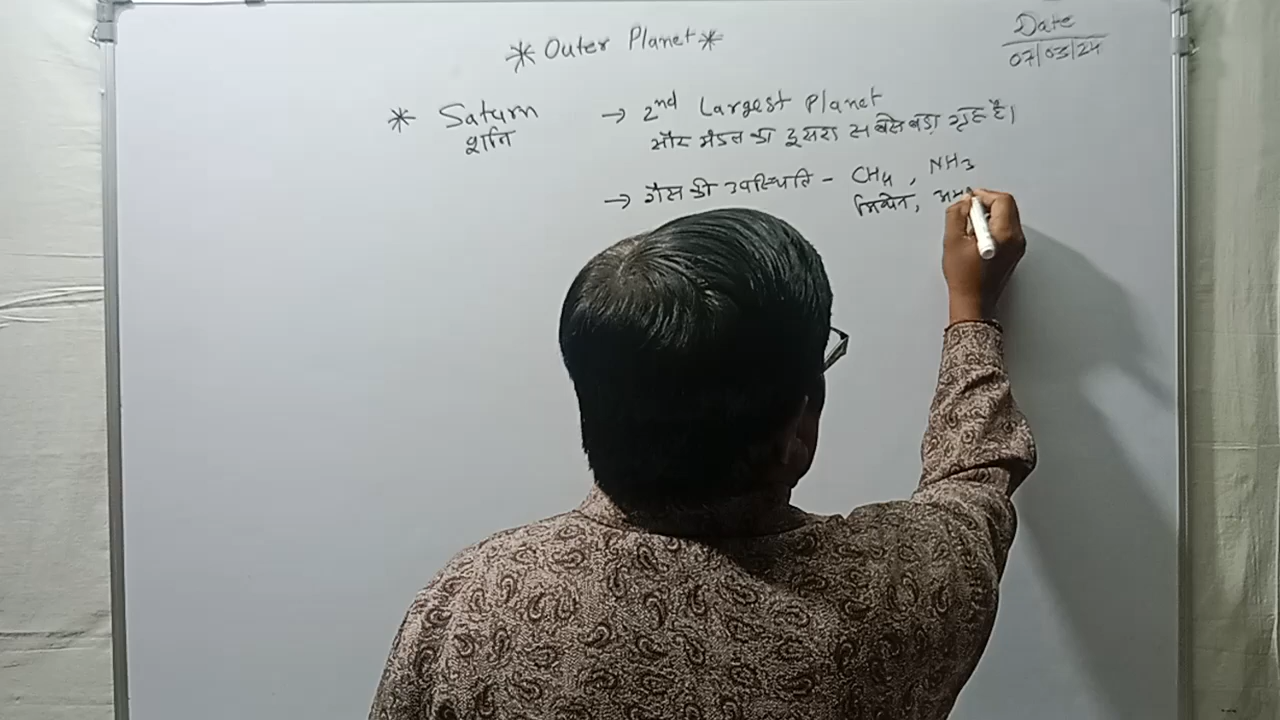 * Outer Planet *
Date
07/03/24
* Saturn → 2nd Largest Planet
शनि सौर मंडल का दूसरा सबसे बड़ा ग्रह है।
→ गैस की उपस्थिति - CH4, NH3
मिथेन, अम